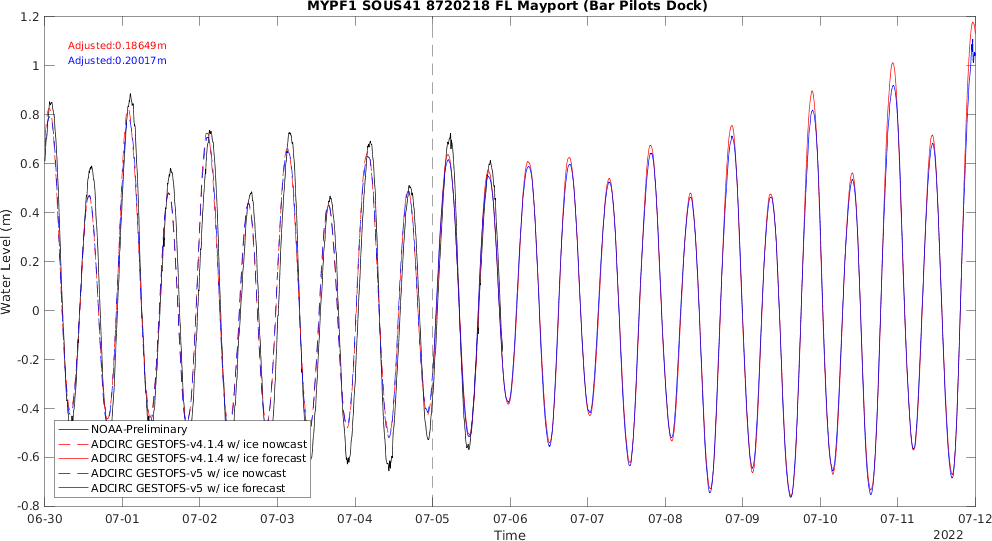 MYPF1 SOUS41 8720218 FL Mayport (Bar Pilots Dock)
1.2
Adjusted:0.18649m
Adjusted:0.20017m
1
0.8
0.6
0.4
0.2
0
-0.2
-0.4
-0.6
-0.8
Water Level (m)
NOAA-Preliminary
ADCIRC GESTOFS-v4.1.4 w/ ice nowcast
ADCIRC GESTOFS-v4.1.4 w/ ice forecast
ADCIRC GESTOFS-v5 w/ ice nowcast
ADCIRC GESTOFS-v5 w/ ice forecast
06-30 07-01 07-02 07-03 07-04 07-05 07-06 07-07 07-08 07-09 07-10 07-11 07-12
Time
2022